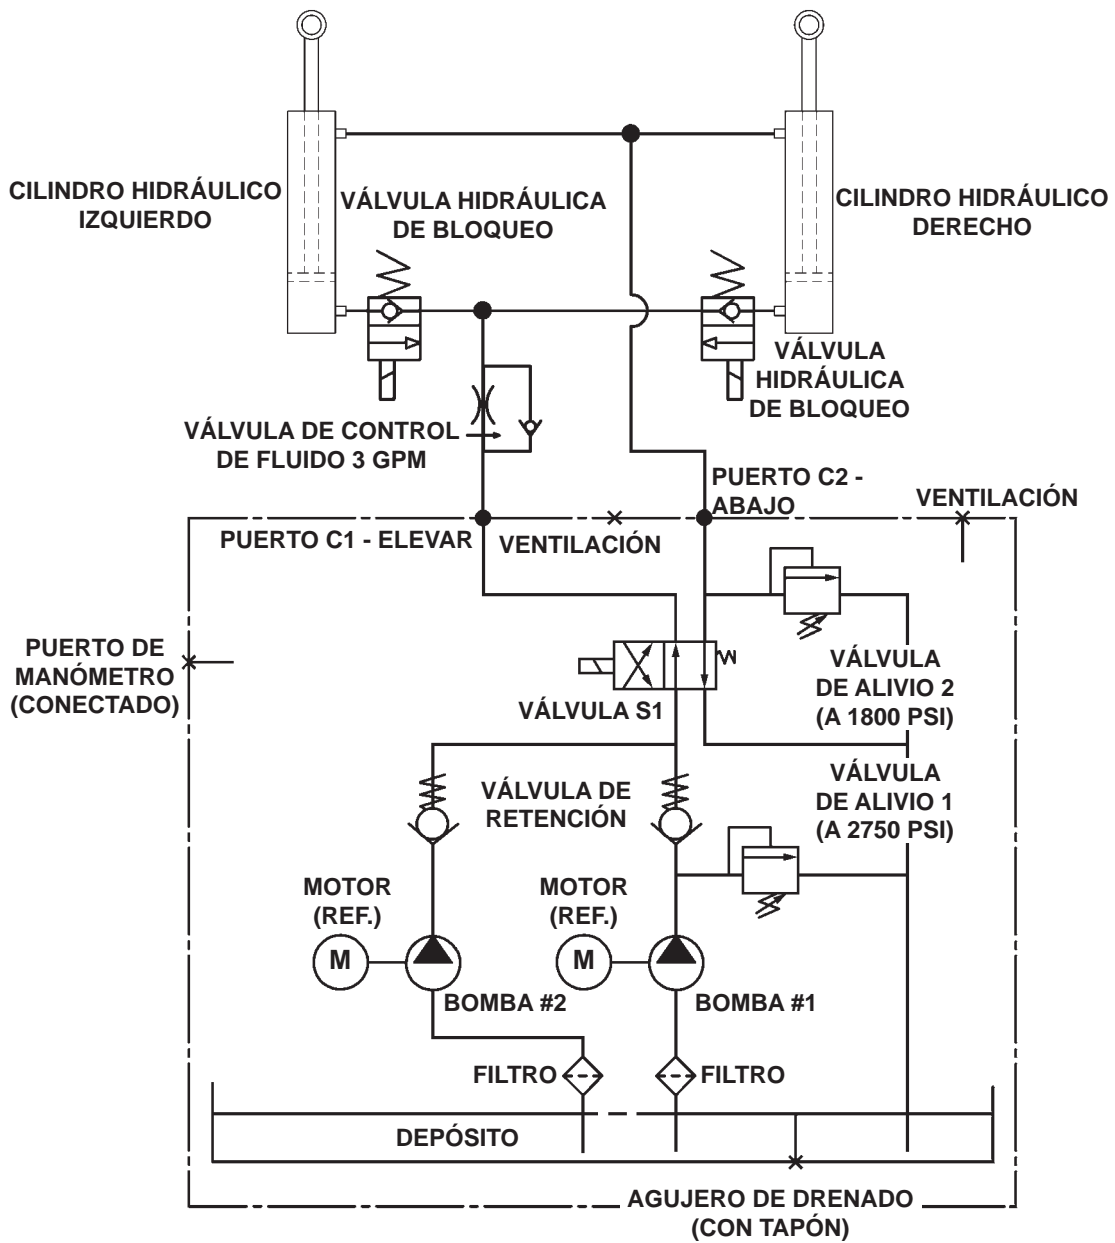 CILINDRO HIDRÁULICO
IZQUIERDO
VÁLVULA HIDRÁULICA
DE BLOQUEO
CILINDRO HIDRÁULICO
DERECHO
VÁLVULA
HIDRÁULICA
DE BLOQUEO
VÁLVULA DE CONTROL
DE FLUIDO 3 GPM
PUERTO C2 -
ABAJO
VENTILACIÓN
PUERTO C1 - ELEVAR
VENTILACIÓN
PUERTO DE
MANÓMETRO
(CONECTADO)
VÁLVULA S1
VÁLVULA
DE ALIVIO 2
(A 1800 PSI)
VÁLVULA DE
RETENCIÓN
VÁLVULA
DE ALIVIO 1
(A 2750 PSI)
MOTOR
(REF.)
MOTOR
(REF.)
M
M
BOMBA #2
BOMBA #1
FILTRO
FILTRO
DEPÓSITO
AGUJERO DE DRENADO
(CON TAPÓN)